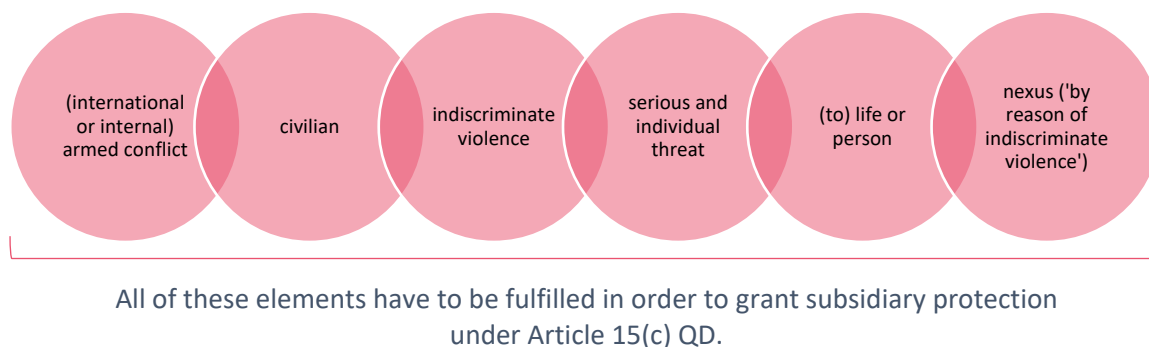 (international
or internal)
armed conflict
civilian
indiscriminate
violence
serious and
individual
threat
(to) life or
person
nexus ('by
reason of
indiscriminate
violence')
All of these elements have to be fulfilled in order to grant subsidiary protection
under Article 15(c) QD.